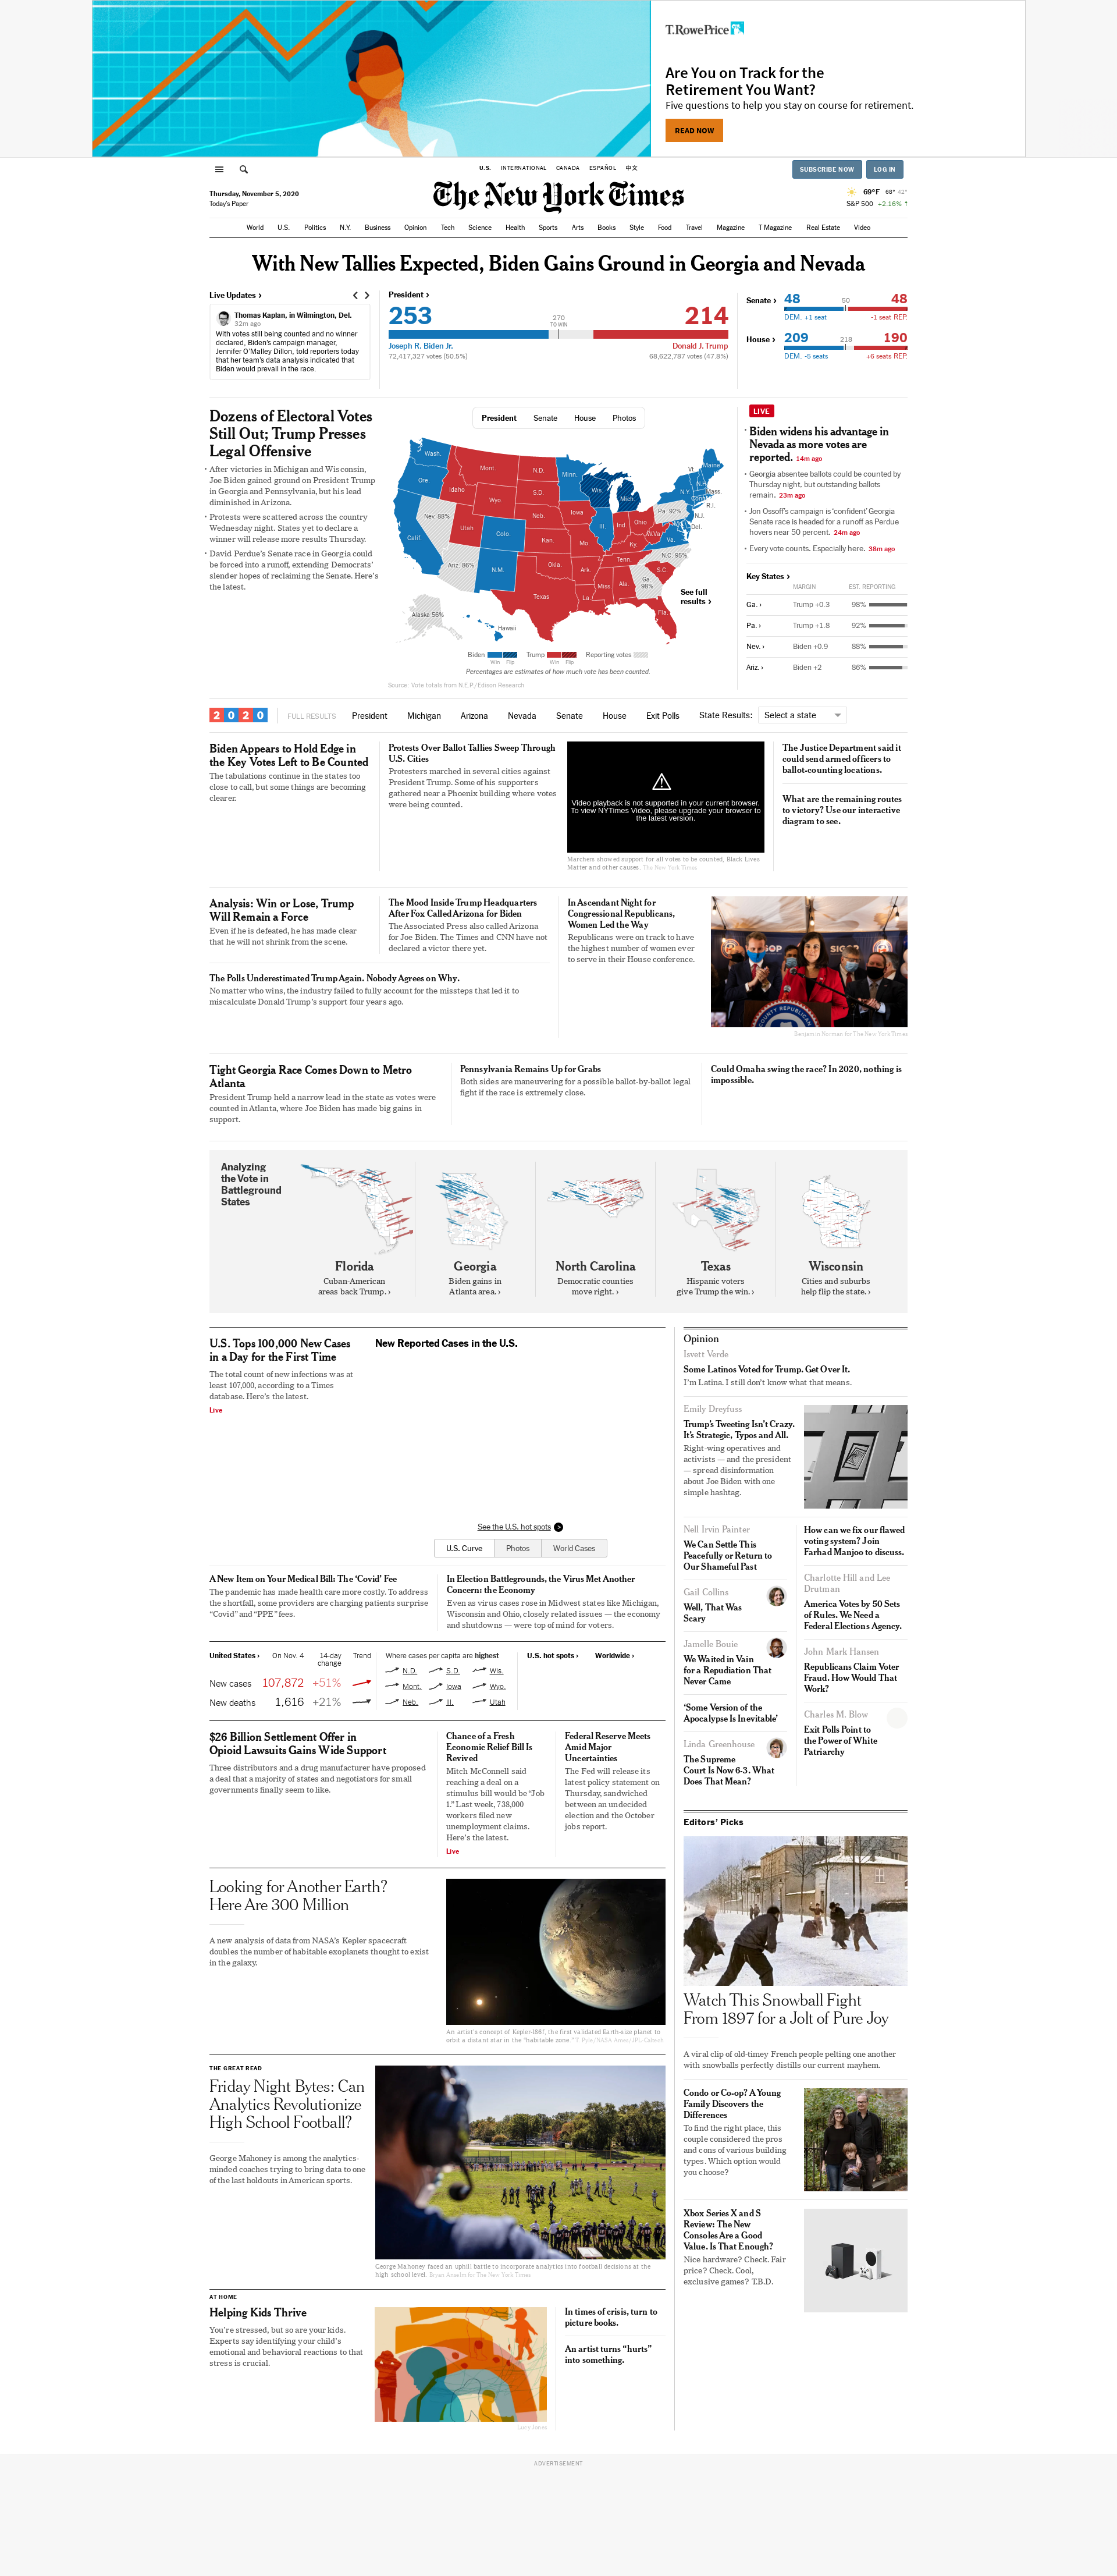 T.RowePrice
Are You on Track for the
Retirement You Want?
Five questions to help you stay on course for retirement.
READ NOW
U.S. INTERNATIONAL CANADA ESPAÑOL 中文
SUBSCRIBE NOW LOG IN
Thursday, November 5, 2020
Today's Paper
The New York Times
69°F 68° 42°
S&P 500 +2.16% ↑
World U.S. Politics N.Y. Business Opinion Tech Science Health Sports Arts Books Style Food Travel Magazine T Magazine Real Estate Video
With New Tallies Expected, Biden Gains Ground in Georgia and Nevada
Live Updates ›
Thomas Kaplan, in Wilmington, Del.
32m ago
With votes still being counted and no winner
declared, Biden's campaign manager,
Jennifer O'Malley Dillon, told reporters today
that her team's data analysis indicated that
Biden would prevail in the race.
President ›
253
270
TO WIN
214
Joseph R. Biden Jr.
Donald J. Trump
72,417,327 votes (50.5%)
68,622,787 votes (47.8%)
Senate ›
48
50
48
DEM. +1 seat
-1 seat REP.
House ›
209
218
190
DEM. -5 seats
+6 seats REP.
Dozens of Electoral Votes
Still Out; Trump Presses
Legal Offensive
• After victories in Michigan and Wisconsin,
Joe Biden gained ground on President Trump
in Georgia and Pennsylvania, but his lead
diminished in Arizona.
• Protests were scattered across the country
Wednesday night. States yet to declare a
winner will release more results Thursday.
• David Perdue's Senate race in Georgia could
be forced into a runoff, extending Democrats'
slender hopes of reclaiming the Senate. Here's
the latest.
President Senate House Photos
Wash.
Ore.
Calif.
Nev. 88%
Idaho
Mont.
Wyo.
Utah
Ariz. 86%
Colo.
N.M.
N.D.
S.D.
Neb.
Kan.
Okla.
Texas
Minn.
Iowa
Mo.
Ark.
La.
Wis.
Ill.
Mich.
Ind.
Ohio
Ky.
Tenn.
Miss.
Ala.
Ga.
98%
Fla.
S.C.
N.C. 95%
Va.
W.Va.
Pa. 92%
N.Y.
Vt.
N.H.
Maine
Mass.
R.I.
N.J.
Del.
Alaska 56%
Hawaii
See full
results ›
Biden
Win Flip
Trump
Win Flip
Reporting votes
Percentages are estimates of how much vote has been counted.
Source: Vote totals from N.E.P./Edison Research
LIVE
• Biden widens his advantage in
Nevada as more votes are
reported. 14m ago
• Georgia absentee ballots could be counted by
Thursday night, but outstanding ballots
remain. 23m ago
• Jon Ossoff's campaign is 'confident' Georgia
Senate race is headed for a runoff as Perdue
hovers near 50 percent. 24m ago
• Every vote counts. Especially here. 38m ago
Key States ›
MARGIN EST. REPORTING
Ga. › Trump +0.3 98%
Pa. › Trump +1.8 92%
Nev. › Biden +0.9 88%
Ariz. › Biden +2 86%
2020
FULL RESULTS President Michigan Arizona Nevada Senate House Exit Polls State Results: Select a state
Biden Appears to Hold Edge in
the Key Votes Left to Be Counted
The tabulations continue in the states too
close to call, but some things are becoming
clearer.
Protests Over Ballot Tallies Sweep Through
U.S. Cities
Protesters marched in several cities against
President Trump. Some of his supporters
gathered near a Phoenix building where votes
were being counted.
Video playback is not supported in your current browser.
To view NYTimes Video, please upgrade your browser to
the latest version.
Marchers showed support for all votes to be counted, Black Lives
Matter and other causes. The New York Times
The Justice Department said it
could send armed officers to
ballot-counting locations.
What are the remaining routes
to victory? Use our interactive
diagram to see.
Analysis: Win or Lose, Trump
Will Remain a Force
Even if he is defeated, he has made clear
that he will not shrink from the scene.
The Mood Inside Trump Headquarters
After Fox Called Arizona for Biden
The Associated Press also called Arizona
for Joe Biden. The Times and CNN have not
declared a victor there yet.
The Polls Underestimated Trump Again. Nobody Agrees on Why.
No matter who wins, the industry failed to fully account for the missteps that led it to
miscalculate Donald Trump's support four years ago.
In Ascendant Night for
Congressional Republicans,
Women Led the Way
Republicans were on track to have
the highest number of women ever
to serve in their House conference.
Benjamin Norman for The New York Times
Tight Georgia Race Comes Down to Metro
Atlanta
President Trump held a narrow lead in the state as votes were
counted in Atlanta, where Joe Biden has made big gains in
support.
Pennsylvania Remains Up for Grabs
Both sides are maneuvering for a possible ballot-by-ballot legal
fight if the race is extremely close.
Could Omaha swing the race? In 2020, nothing is
impossible.
Analyzing
the Vote in
Battleground
States
Florida
Cuban-American
areas back Trump. ›
Georgia
Biden gains in
Atlanta area. ›
North Carolina
Democratic counties
move right. ›
Texas
Hispanic voters
give Trump the win. ›
Wisconsin
Cities and suburbs
help flip the state. ›
U.S. Tops 100,000 New Cases
in a Day for the First Time
The total count of new infections was at
least 107,000, according to a Times
database. Here's the latest.
Live
New Reported Cases in the U.S.
See the U.S. hot spots
U.S. Curve Photos World Cases
A New Item on Your Medical Bill: The 'Covid' Fee
The pandemic has made health care more costly. To address
the shortfall, some providers are charging patients surprise
"Covid" and "PPE" fees.
In Election Battlegrounds, the Virus Met Another
Concern: the Economy
Even as virus cases rose in Midwest states like Michigan,
Wisconsin and Ohio, closely related issues — the economy
and shutdowns — were top of mind for voters.
United States › On Nov. 4 14-day
change Trend
New cases 107,872 +51%
New deaths 1,616 +21%
Where cases per capita are highest
N.D. S.D. Wis.
Mont. Iowa Wyo.
Neb. Ill. Utah
U.S. hot spots › Worldwide ›
$26 Billion Settlement Offer in
Opioid Lawsuits Gains Wide Support
Three distributors and a drug manufacturer have proposed
a deal that a majority of states and negotiators for small
governments finally seem to like.
Chance of a Fresh
Economic Relief Bill Is
Revived
Mitch McConnell said
reaching a deal on a
stimulus bill would be "Job
1." Last week, 738,000
workers filed new
unemployment claims.
Here's the latest.
Live
Federal Reserve Meets
Amid Major
Uncertainties
The Fed will release its
latest policy statement on
Thursday, sandwiched
between an undecided
election and the October
jobs report.
Looking for Another Earth?
Here Are 300 Million
A new analysis of data from NASA's Kepler spacecraft
doubles the number of habitable exoplanets thought to exist
in the galaxy.
An artist's concept of Kepler-186f, the first validated Earth-size planet to
orbit a distant star in the "habitable zone." T. Pyle/NASA Ames/JPL-Caltech
THE GREAT READ
Friday Night Bytes: Can
Analytics Revolutionize
High School Football?
George Mahoney is among the analytics-
minded coaches trying to bring data to one
of the last holdouts in American sports.
George Mahoney faced an uphill battle to incorporate analytics into football decisions at the
high school level. Bryan Anselm for The New York Times
AT HOME
Helping Kids Thrive
You're stressed, but so are your kids.
Experts say identifying your child's
emotional and behavioral reactions to that
stress is crucial.
Lucy Jones
In times of crisis, turn to
picture books.
An artist turns "hurts"
into something.
Opinion
Isvett Verde
Some Latinos Voted for Trump. Get Over It.
I'm Latina. I still don't know what that means.
Emily Dreyfuss
Trump's Tweeting Isn't Crazy.
It's Strategic, Typos and All.
Right-wing operatives and
activists — and the president
— spread disinformation
about Joe Biden with one
simple hashtag.
Nell Irvin Painter
We Can Settle This
Peacefully or Return to
Our Shameful Past
Gail Collins
Well, That Was
Scary
Jamelle Bouie
We Waited in Vain
for a Repudiation That
Never Came
'Some Version of the
Apocalypse Is Inevitable'
Linda Greenhouse
The Supreme
Court Is Now 6-3. What
Does That Mean?
How can we fix our flawed
voting system? Join
Farhad Manjoo to discuss.
Charlotte Hill and Lee
Drutman
America Votes by 50 Sets
of Rules. We Need a
Federal Elections Agency.
John Mark Hansen
Republicans Claim Voter
Fraud. How Would That
Work?
Charles M. Blow
Exit Polls Point to
the Power of White
Patriarchy
Editors' Picks
Watch This Snowball Fight
From 1897 for a Jolt of Pure Joy
A viral clip of old-timey French people pelting one another
with snowballs perfectly distills our current mayhem.
Condo or Co-op? A Young
Family Discovers the
Differences
To find the right place, this
couple considered the pros
and cons of various building
types. Which option would
you choose?
Xbox Series X and S
Review: The New
Consoles Are a Good
Value. Is That Enough?
Nice hardware? Check. Fair
price? Check. Cool,
exclusive games? T.B.D.
ADVERTISEMENT